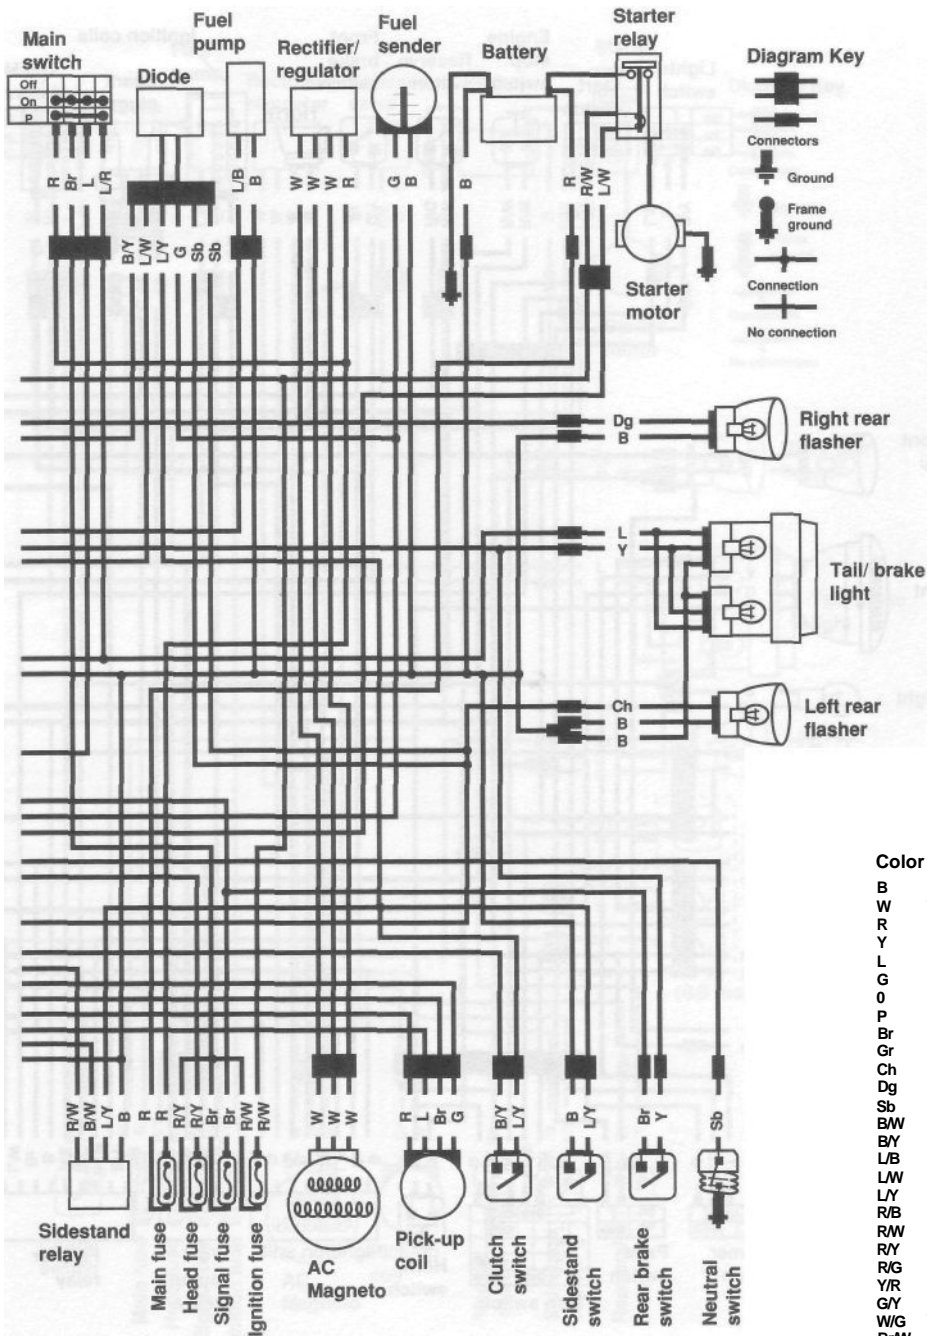 Main
switch
Off
On
P
Diode
Fuel
pump
Rectifier/
regulator
Fuel
sender
Battery
Starter
relay
Diagram Key
Connectors
Ground
Frame
ground
Connection
No connection
R
Br
L
L/R
B/Y
L/W
L/Y
G
Sb
Sb
L/B
B
W
W
W
R
G
B
B
R
R/W
L/W
Starter
motor
Dg
B
Right rear
flasher
L
Y
Tail/ brake
light
Ch
B
B
Left rear
flasher
Color
B
W
R
Y
L
G
0
P
Br
Gr
Ch
Dg
Sb
B/W
B/Y
L/B
L/W
L/Y
R/B
R/W
R/Y
R/G
Y/R
G/Y
W/G
R/W
B/W
L/Y
B
R
R
R/Y
R/Y
Br
Br
R/W
R/W
W
W
W
R
L
Br
G
B/Y
L/Y
B
L/Y
Br
Y
Sb
Sidestand
relay
Main fuse
Head fuse
Signal fuse
Ignition fuse
AC
Magneto
Pick-up
coil
Clutch
switch
Sidestand
switch
Rear brake
switch
Neutral
switch